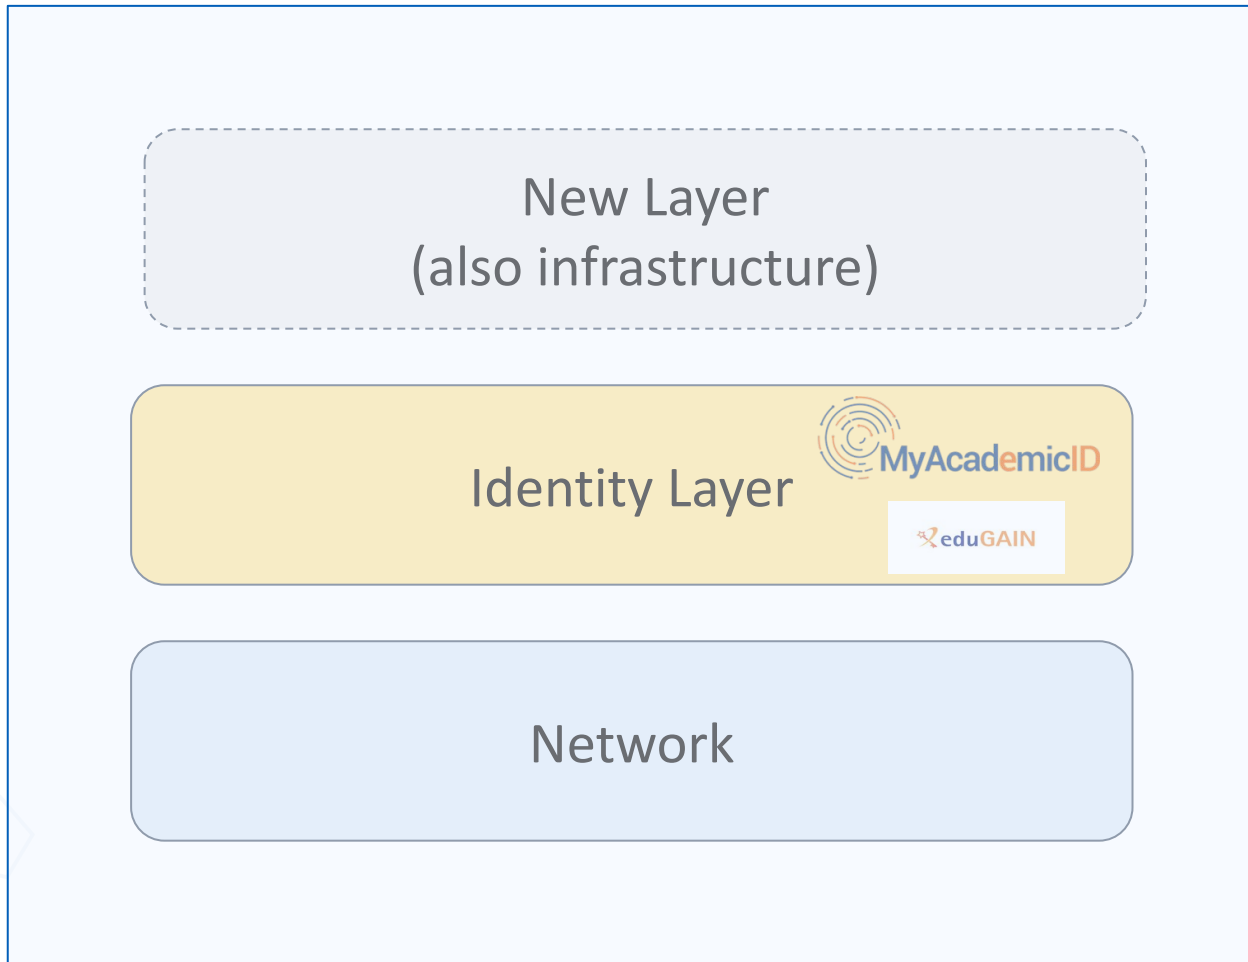 New Layer
(also infrastructure)
Identity Layer
MyAcademicID
eduGAIN
Network